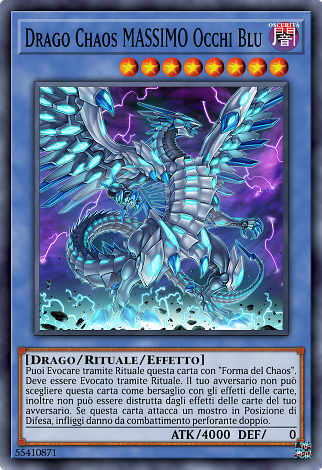 Drago Chaos MASSIMO Occhi Blu
OSCURITÀ
闇
[Drago/Rituale/Effetto]
Puoi Evocare tramite Rituale questa carta con "Forma del Chaos".
Deve essere Evocato tramite Rituale. Il tuo avversario non può
scegliere questa carta come bersaglio con gli effetti delle carte,
inoltre non può essere distrutta dagli effetti delle carte del tuo
avversario. Se questa carta attacca un mostro in Posizione di
Difesa, infliggi danno da combattimento perforante doppio.
ATK/4000 DEF/ 0
55410871